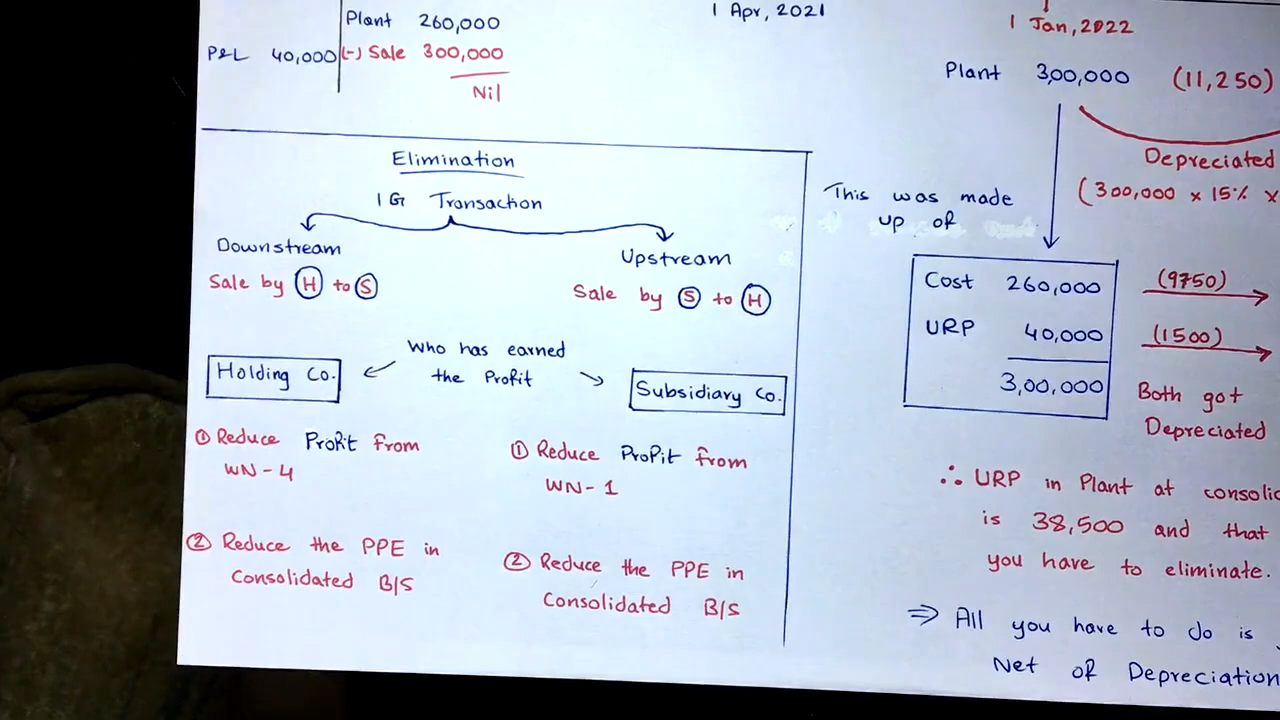 Plant 260,000
P&L 40,000 (-) Sale 300,000
Nil
1 Apr, 2021
1 Jan, 2022
Plant 3,00,000 (11,250)
Depreciated
(300,000 x 15% x
This was made
up of
Cost 260,000 (9750)
URP 40,000 (1500)
3,00,000
Both got
Depreciated
∴ URP in Plant at consolid
is 38,500 and that
you have to eliminate.
⇒ All you have to do is
Net of Depreciation
Elimination
IG Transaction
Downstream
Sale by H to S
Upstream
Sale by S to H
Who has earned
the Profit
Holding Co.
Subsidiary Co.
① Reduce Profit from
WN-4
② Reduce the PPE in
Consolidated B/S
① Reduce Profit from
WN-1
② Reduce the PPE in
Consolidated B/S